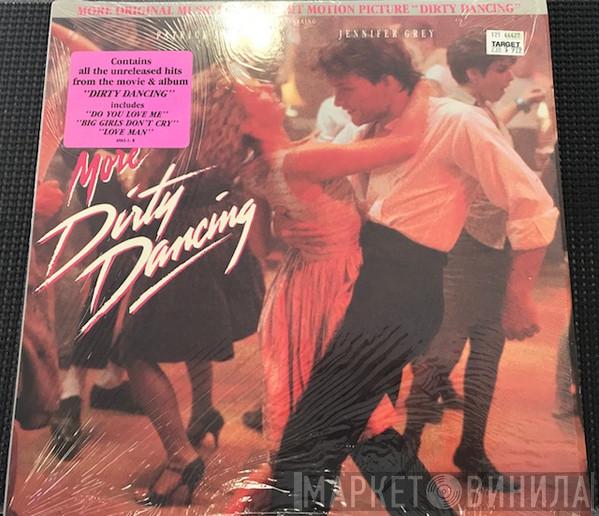 MORE ORIGINAL MUSIC MOTION PICTURE "DIRTY DANCING"
PATRICK JENNIFER GREY
TARGET
Contains
all the unreleased hits
from the movie & album
"DIRTY DANCING"
includes
"DO YOU LOVE ME"
"BIG GIRLS DON'T CRY"
"LOVE MAN"
More
Dirty
Dancing
МАРКЕТ ВИНИЛА